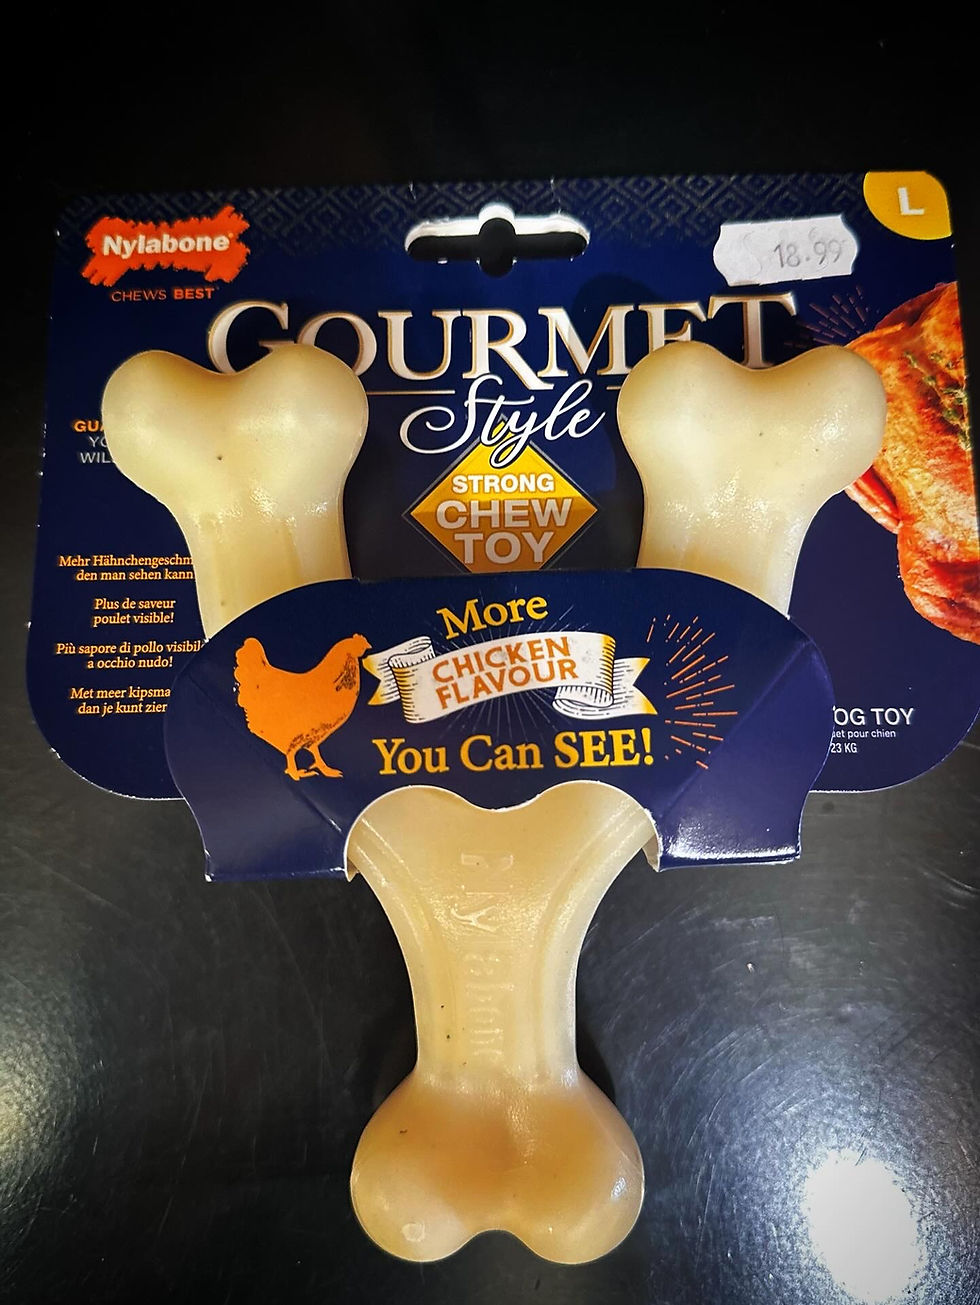 L
18.99
Nylabone®
CHEWS BEST™
GOURMET
Style
STRONG
CHEW
TOY
Mehr Hähnchengeschm
den man sehen kann
Plus de saveur
poulet visible!
Più sapore di pollo visibil
a occhio nudo!
Met meer kipsma
dan je kunt zier
More
CHICKEN
FLAVOUR
You Can SEE!
OG TOY
uet pour chien
23 KG
Nylabone